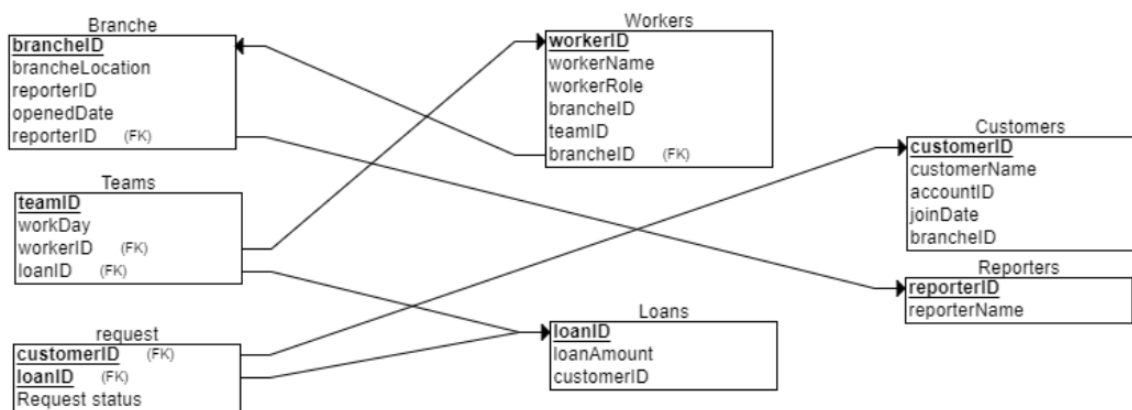 Branche
brancheID
brancheLocation
reporterID
openedDate
reporterID (FK)
Workers
workerID
workerName
workerRole
brancheID
teamID
brancheID (FK)
Customers
customerID
customerName
accountID
joinDate
brancheID
Teams
teamID
workDay
workerID (FK)
loanID (FK)
Reporters
reporterID
reporterName
request
customerID (FK)
loanID (FK)
Request status
Loans
loanID
loanAmount
customerID